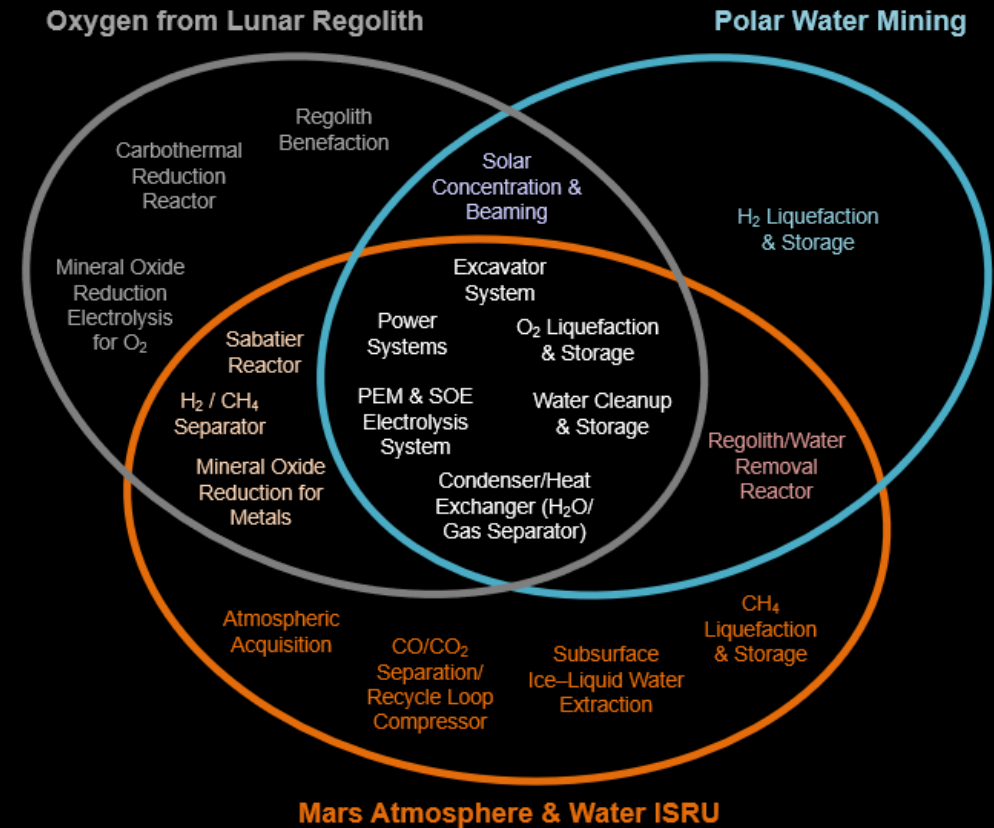 Oxygen from Lunar Regolith
Polar Water Mining
Regolith
Benefaction
Carbothermal
Reduction
Reactor
Solar
Concentration &
Beaming
H₂ Liquefaction
& Storage
Mineral Oxide
Reduction
Electrolysis
for O₂
Excavator
System
Power
Systems
O₂ Liquefaction
& Storage
Sabatier
Reactor
H₂ / CH₄
Separator
PEM & SOE
Electrolysis
System
Water Cleanup
& Storage
Regolith/Water
Removal
Reactor
Mineral Oxide
Reduction for
Metals
Condenser/Heat
Exchanger (H₂O/
Gas Separator)
Atmospheric
Acquisition
CO/CO₂
Separation/
Recycle Loop
Compressor
Subsurface
Ice–Liquid Water
Extraction
CH₄
Liquefaction
& Storage
Mars Atmosphere & Water ISRU